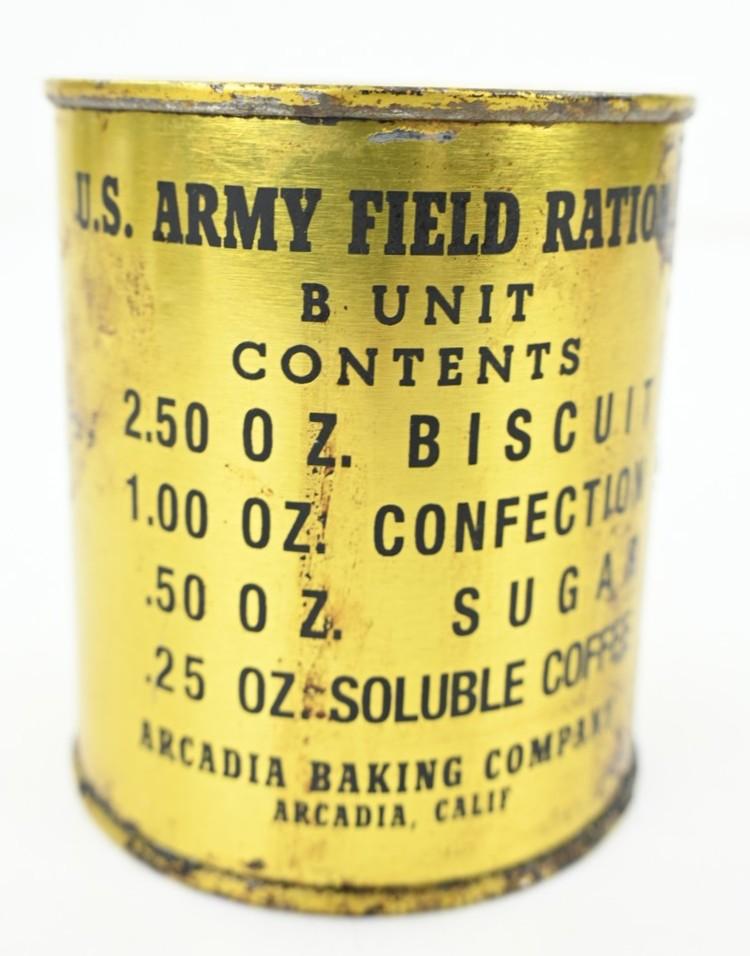 U.S. ARMY FIELD RATION
B UNIT
CONTENTS
2.50 OZ. BISCUIT
1.00 OZ. CONFECTION
.50 OZ. SUGAR
.25 OZ. SOLUBLE COFFEE
ARCADIA BAKING COMPANY
ARCADIA, CALIF